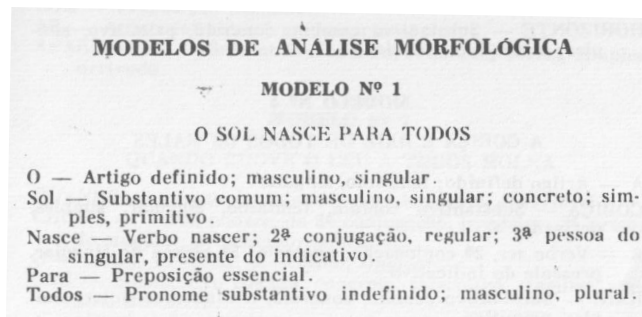 MODELOS DE ANÁLISE MORFOLÓGICA
MODELO Nº 1
O SOL NASCE PARA TODOS
O — Artigo definido; masculino, singular.
Sol — Substantivo comum; masculino, singular; concreto; sim-
ples, primitivo.
Nasce — Verbo nascer; 2ª conjugação, regular; 3ª pessoa do
singular, presente do indicativo.
Para — Preposição essencial.
Todos — Pronome substantivo indefinido; masculino, plural.